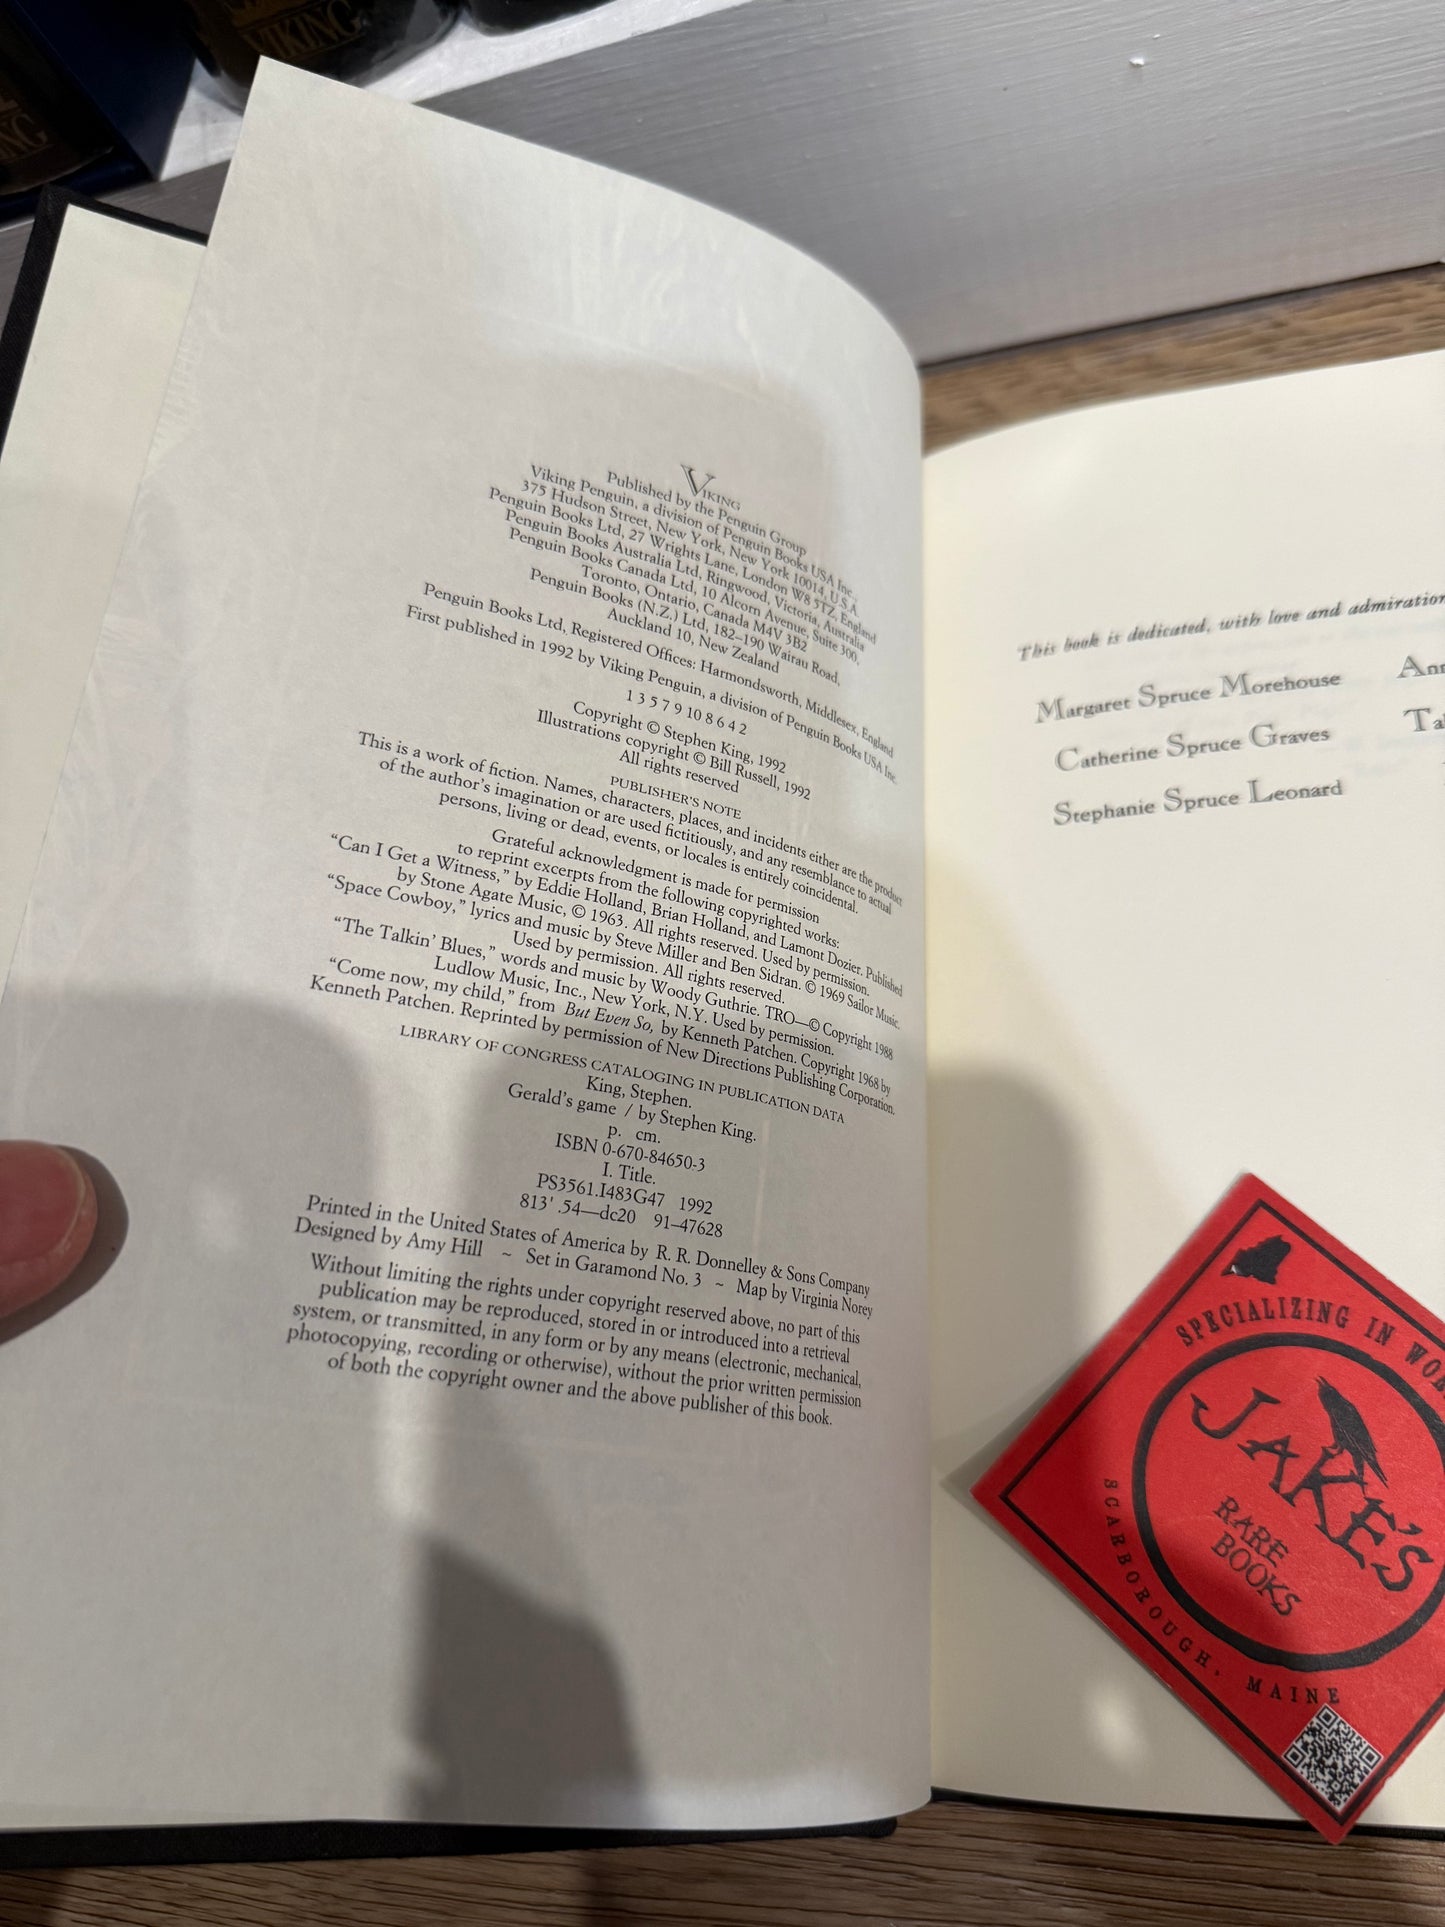 VIKING
KING
VIKING
Published by the Penguin Group
Viking Penguin, a division of Penguin Books USA Inc.,
375 Hudson Street, New York, New York 10014, U.S.A.
Penguin Books Ltd, 27 Wrights Lane, London W8 5TZ, England
Penguin Books Australia Ltd, Ringwood, Victoria, Australia
Penguin Books Canada Ltd, 10 Alcorn Avenue, Suite 300,
Toronto, Ontario, Canada M4V 3B2
Penguin Books (N.Z.) Ltd, 182–190 Wairau Road,
Auckland 10, New Zealand
Penguin Books Ltd, Registered Offices: Harmondsworth, Middlesex, England
First published in 1992 by Viking Penguin, a division of Penguin Books USA Inc.
1 3 5 7 9 10 8 6 4 2
Copyright © Stephen King, 1992
Illustrations copyright © Bill Russell, 1992
All rights reserved
PUBLISHER'S NOTE
This is a work of fiction. Names, characters, places, and incidents either are the product
of the author's imagination or are used fictitiously, and any resemblance to actual
persons, living or dead, events, or locales is entirely coincidental.
Grateful acknowledgment is made for permission
to reprint excerpts from the following copyrighted works:
“Can I Get a Witness,” by Eddie Holland, Brian Holland, and Lamont Dozier. Published
by Stone Agate Music, © 1963. All rights reserved. Used by permission.
“Space Cowboy,” lyrics and music by Steve Miller and Ben Sidran. © 1969 Sailor Music.
Used by permission. All rights reserved.
“The Talkin' Blues,” words and music by Woody Guthrie. TRO—© Copyright 1988
Ludlow Music, Inc., New York, N.Y. Used by permission.
“Come now, my child,” from But Even So, by Kenneth Patchen. Copyright 1968 by
Kenneth Patchen. Reprinted by permission of New Directions Publishing Corporation.
LIBRARY OF CONGRESS CATALOGING IN PUBLICATION DATA
King, Stephen.
Gerald's game / by Stephen King.
p. cm.
ISBN 0-670-84650-3
I. Title.
PS3561.I483G47 1992
813'.54—dc20 91–47628
Printed in the United States of America by R. R. Donnelley & Sons Company
Designed by Amy Hill ~ Set in Garamond No. 3 ~ Map by Virginia Norey
Without limiting the rights under copyright reserved above, no part of this
publication may be reproduced, stored in or introduced into a retrieval
system, or transmitted, in any form or by any means (electronic, mechanical,
photocopying, recording or otherwise), without the prior written permission
of both the copyright owner and the above publisher of this book.
This book is dedicated, with love and admiration
Margaret Spruce Morehouse Ann
Catherine Spruce Graves Ta
Stephanie Spruce Leonard
SPECIALIZING IN WO
JAKE'S
RARE
BOOKS
SCARBOROUGH, MAINE